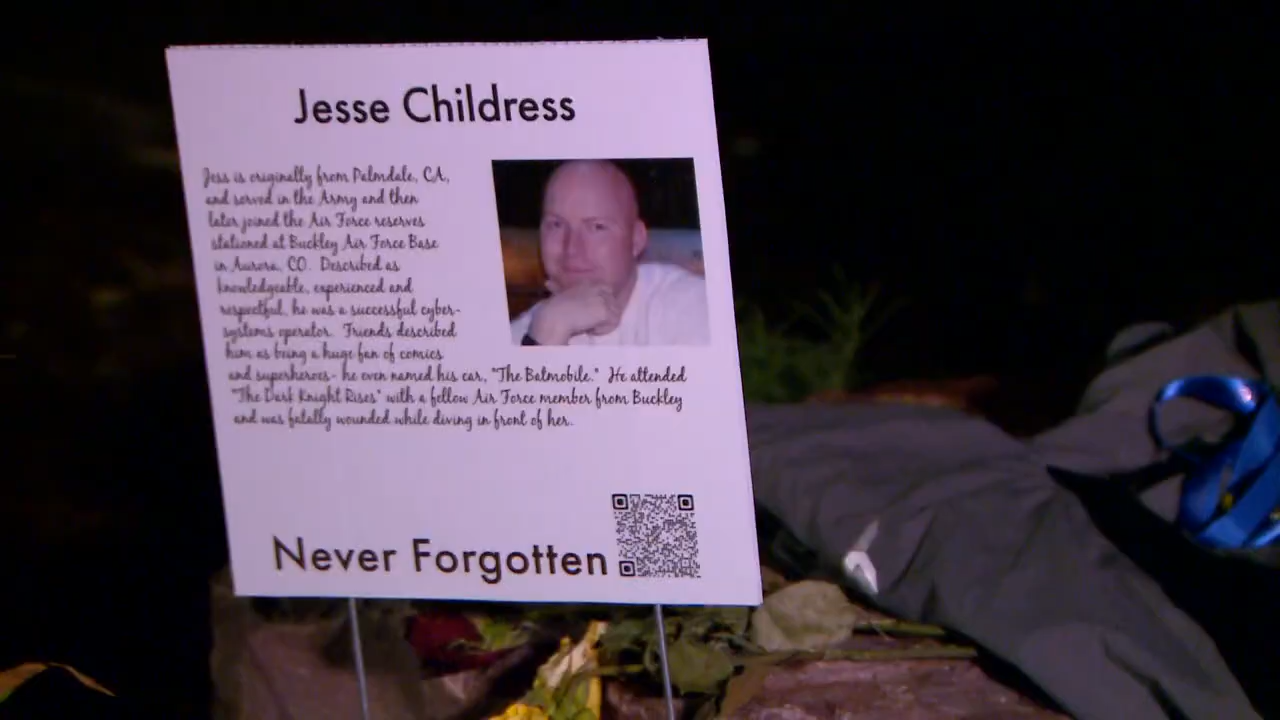 Jesse Childress
Jess is originally from Palmdale, CA,
and served in the Army and then
later joined the Air Force reserves
stationed at Buckley Air Force Base
in Aurora, CO. Described as
knowledgeable, experienced and
respectful, he was a successful cyber-
systems operator. Friends described
him as being a huge fan of comics
and superheroes- he even named his car, "The Batmobile." He attended
"The Dark Knight Rises" with a fellow Air Force member from Buckley
and was fatally wounded while diving in front of her.
Never Forgotten